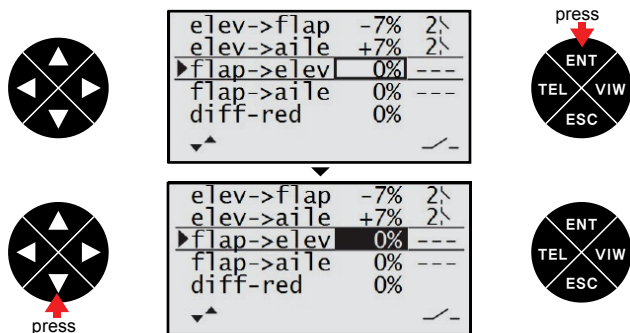 press
elev->flap -7% 2
elev->aile +7% 2
flap->elev 0% ---
flap->aile 0% ---
diff-red 0%
ENT
TEL VIW
ESC
elev->flap -7% 2
elev->aile +7% 2
flap->elev 0% ---
flap->aile 0% ---
diff-red 0%
ENT
TEL VIW
ESC
press